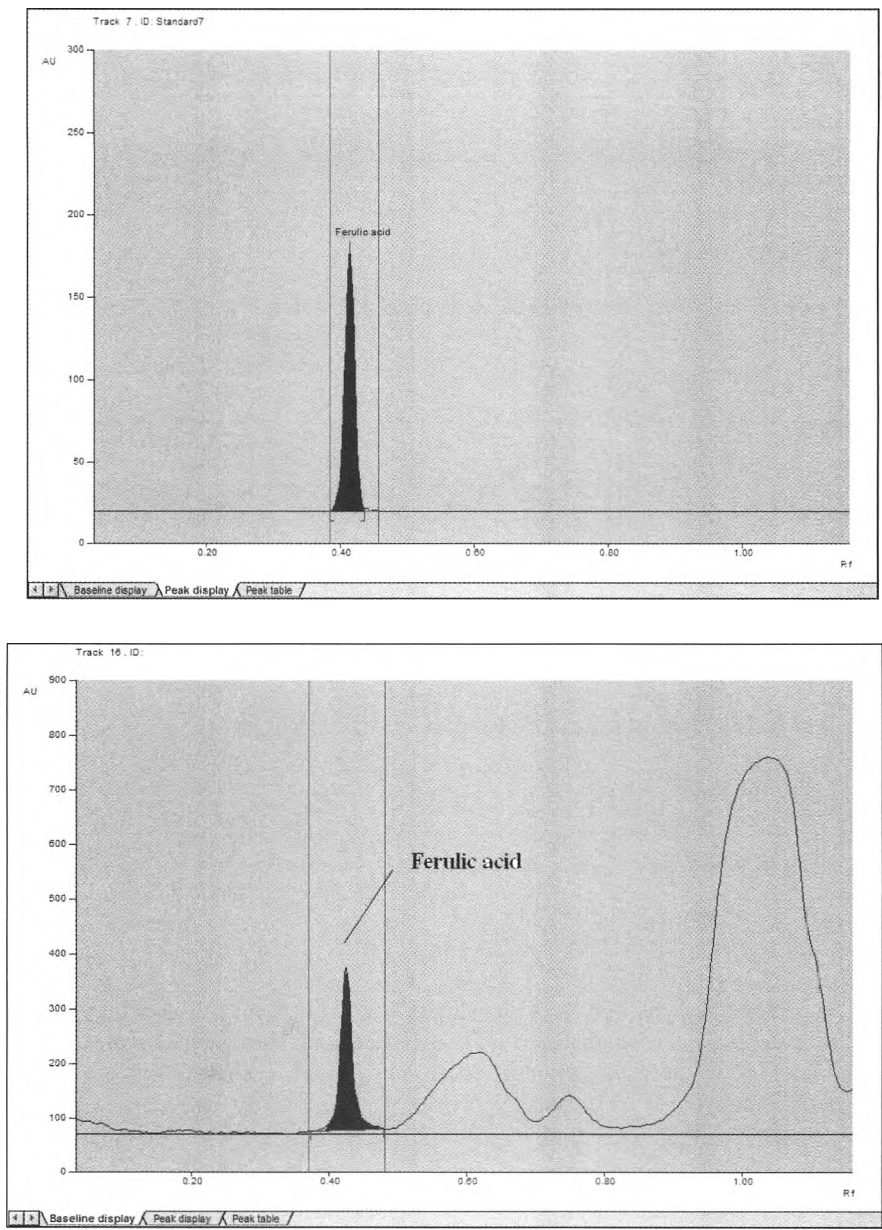 Track 7 . ID: Standard7
AU
300
250
200
150
100
50
0
Ferulic acid
0.20 0.40 0.60 0.80 1.00
Rf
Baseline display Peak display Peak table
Track 16 . ID:
AU
900
800
700
600
500
400
300
200
100
0
Ferulic acid
0.20 0.40 0.60 0.80 1.00
Rf
Baseline display Peak display Peak table